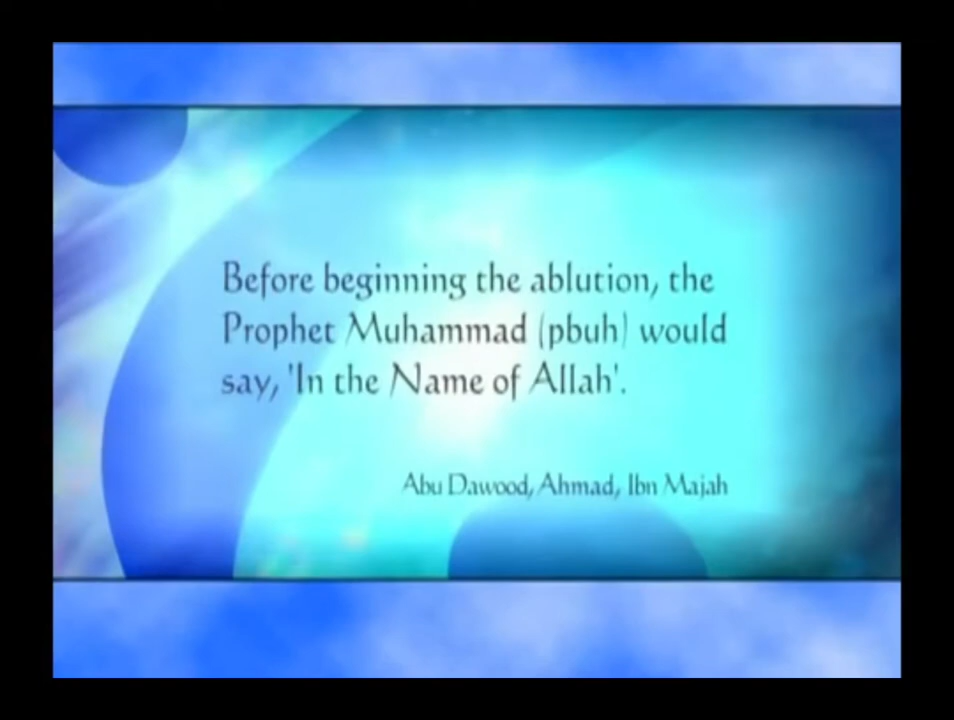 Before beginning the ablution, the
Prophet Muhammad (pbuh) would
say, 'In the Name of Allah'.
Abu Dawood, Ahmad, Ibn Majah